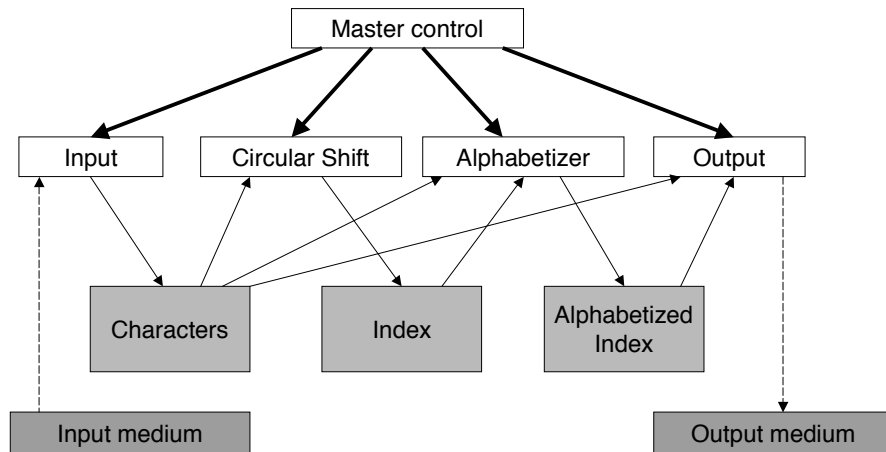 Master control
Input
Circular Shift
Alphabetizer
Output
Characters
Index
Alphabetized
Index
Input medium
Output medium